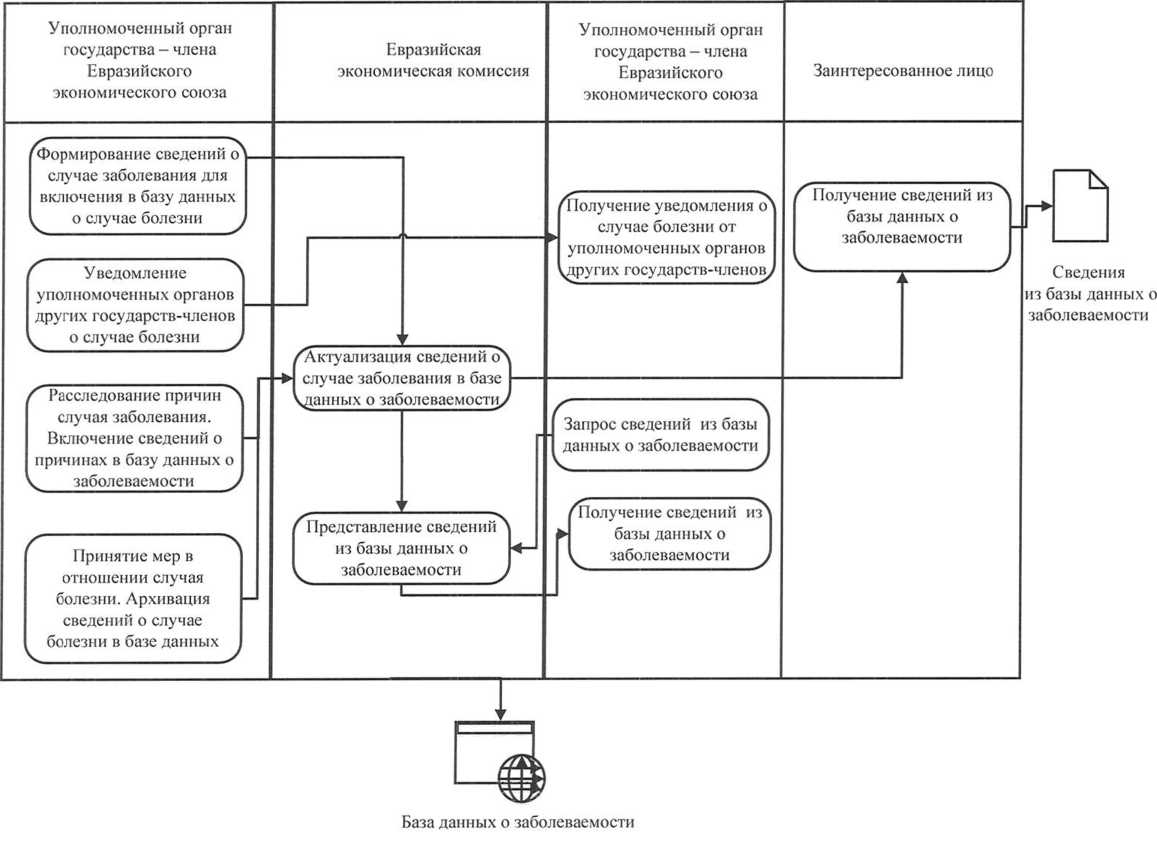 Уполномоченный орган
государства – члена
Евразийского
экономического союза
Евразийская
экономическая комиссия
Уполномоченный орган
государства – члена
Евразийского
экономического союза
Заинтересованное лицо
Формирование сведений о
случае заболевания для
включения в базу данных
о случае болезни
Уведомление
уполномоченных органов
других государств-членов
о случае болезни
Расследование причин
случая заболевания.
Включение сведений о
причинах в базу данных о
заболеваемости
Принятие мер в
отношении случая
болезни. Архивация
сведений о случае
болезни в базе данных
Актуализация сведений о
случае заболевания в базе
данных о заболеваемости
Представление сведений
из базы данных о
заболеваемости
Получение уведомления о
случае болезни от
уполномоченных органов
других государств-членов
Запрос сведений из базы
данных о заболеваемости
Получение сведений из
базы данных о
заболеваемости
Получение сведений из
базы данных о
заболеваемости
Сведения
из базы данных о
заболеваемости
База данных о заболеваемости